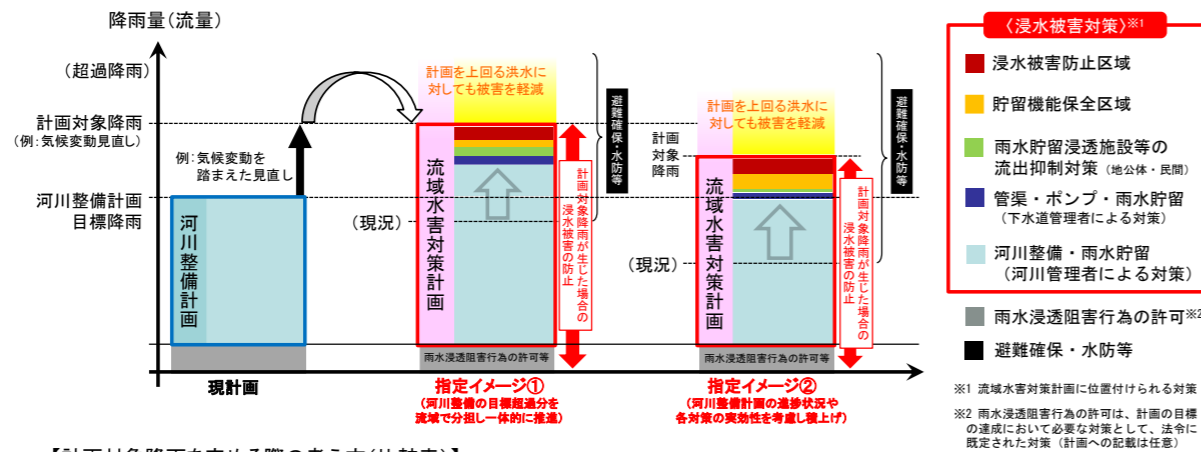 降雨量(流量)
(超過降雨)
計画対象降雨
(例:気候変動見直し)
河川整備計画
目標降雨
例:気候変動を
踏まえた見直し
河川整備計画
現計画
計画を上回る洪水に
対しても被害を軽減
流域水害対策計画
(現況)
計画対象降雨が生じた場合の
浸水被害の防止
避難確保・水防等
雨水浸透阻害行為の許可等
指定イメージ①
(河川整備の目標超過分を
流域で分担し一体的に推進)
計画を上回る洪水に
対しても被害を軽減
計画
対象
降雨
(現況)
流域水害対策計画
計画対象降雨が生じた場合の
浸水被害の防止
避難確保・水防等
雨水浸透阻害行為の許可等
指定イメージ②
(河川整備計画の進捗状況や
各対策の実効性を考慮し積上げ)
〈浸水被害対策〉※1
浸水被害防止区域
貯留機能保全区域
雨水貯留浸透施設等の
流出抑制対策 (地公体・民間)
管渠・ポンプ・雨水貯留
(下水道管理者による対策)
河川整備・雨水貯留
(河川管理者による対策)
雨水浸透阻害行為の許可※2
避難確保・水防等
※1 流域水害対策計画に位置付けられる対策
※2 雨水浸透阻害行為の許可は、計画の目標
の達成において必要な対策として、法令に
既定された対策(計画への記載は任意)